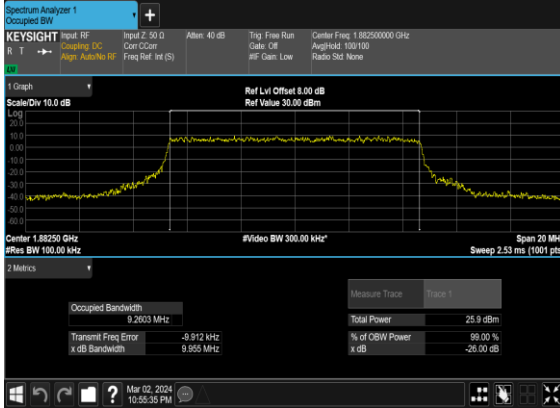 Spectrum Analyzer 1
Occupied BW
+
KEYSIGHT Input: RF Input Z: 50 Ω Atten: 40 dB Trig: Free Run Center Freq: 1.882500000 GHz
R T Coupling: DC Corr CCorr Gate: Off Avg|Hold: 100/100
Align: Auto/No RF Freq Ref: Int (S) #IF Gain: Low Radio Std: None
LXI
1 Graph
Ref Lvl Offset 8.00 dB
Scale/Div 10.0 dB Ref Value 30.00 dBm
Log
20.0
10.0
0.00
-10.0
-20.0
-30.0
-40.0
-50.0
-60.0
Center 1.88250 GHz #Video BW 300.00 kHz* Span 20 MH
#Res BW 100.00 kHz Sweep 2.53 ms (1001 pts
2 Metrics
Measure Trace Trace 1
Occupied Bandwidth
9.2603 MHz Total Power 25.9 dBm
Transmit Freq Error -9.912 kHz % of OBW Power 99.00 %
x dB Bandwidth 9.955 MHz x dB -26.00 dB
? Mar 02, 2024
10:55:35 PM